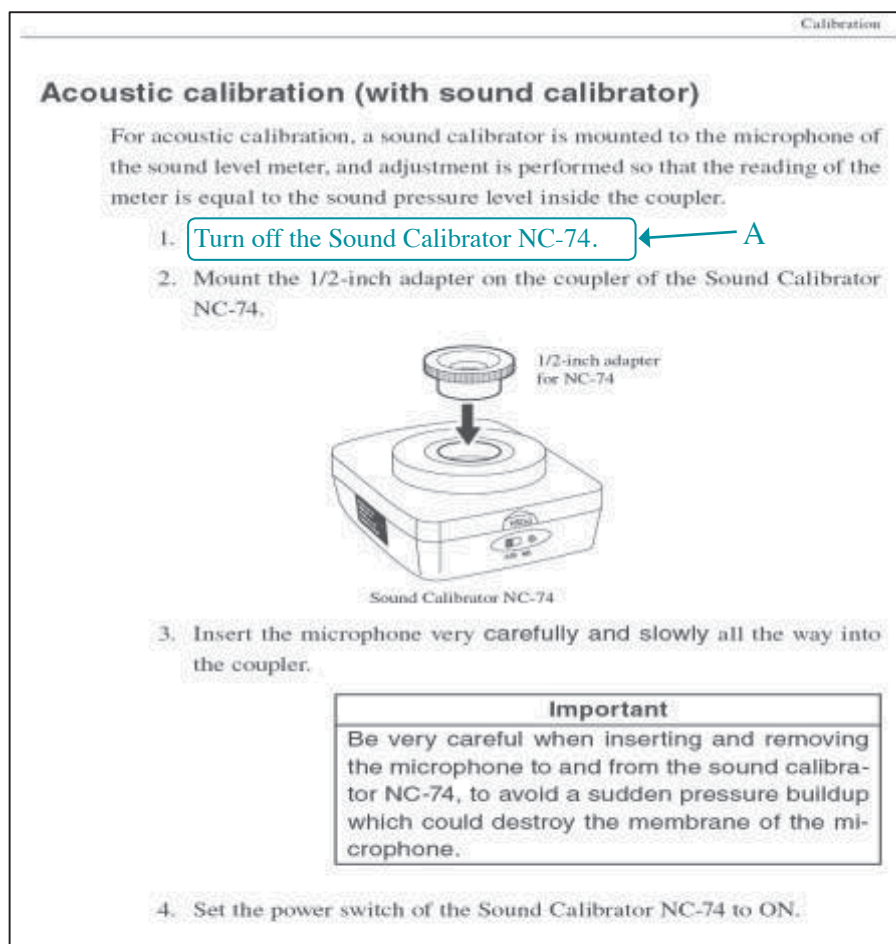 Calibration
Acoustic calibration (with sound calibrator)
For acoustic calibration, a sound calibrator is mounted to the microphone of
the sound level meter, and adjustment is performed so that the reading of the
meter is equal to the sound pressure level inside the coupler.
1. Turn off the Sound Calibrator NC-74. A
2. Mount the 1/2-inch adapter on the coupler of the Sound Calibrator
NC-74.
1/2-inch adapter
for NC-74
Sound Calibrator NC-74
3. Insert the microphone very carefully and slowly all the way into
the coupler.
Important
Be very careful when inserting and removing
the microphone to and from the sound calibra-
tor NC-74, to avoid a sudden pressure buildup
which could destroy the membrane of the mi-
crophone.
4. Set the power switch of the Sound Calibrator NC-74 to ON.